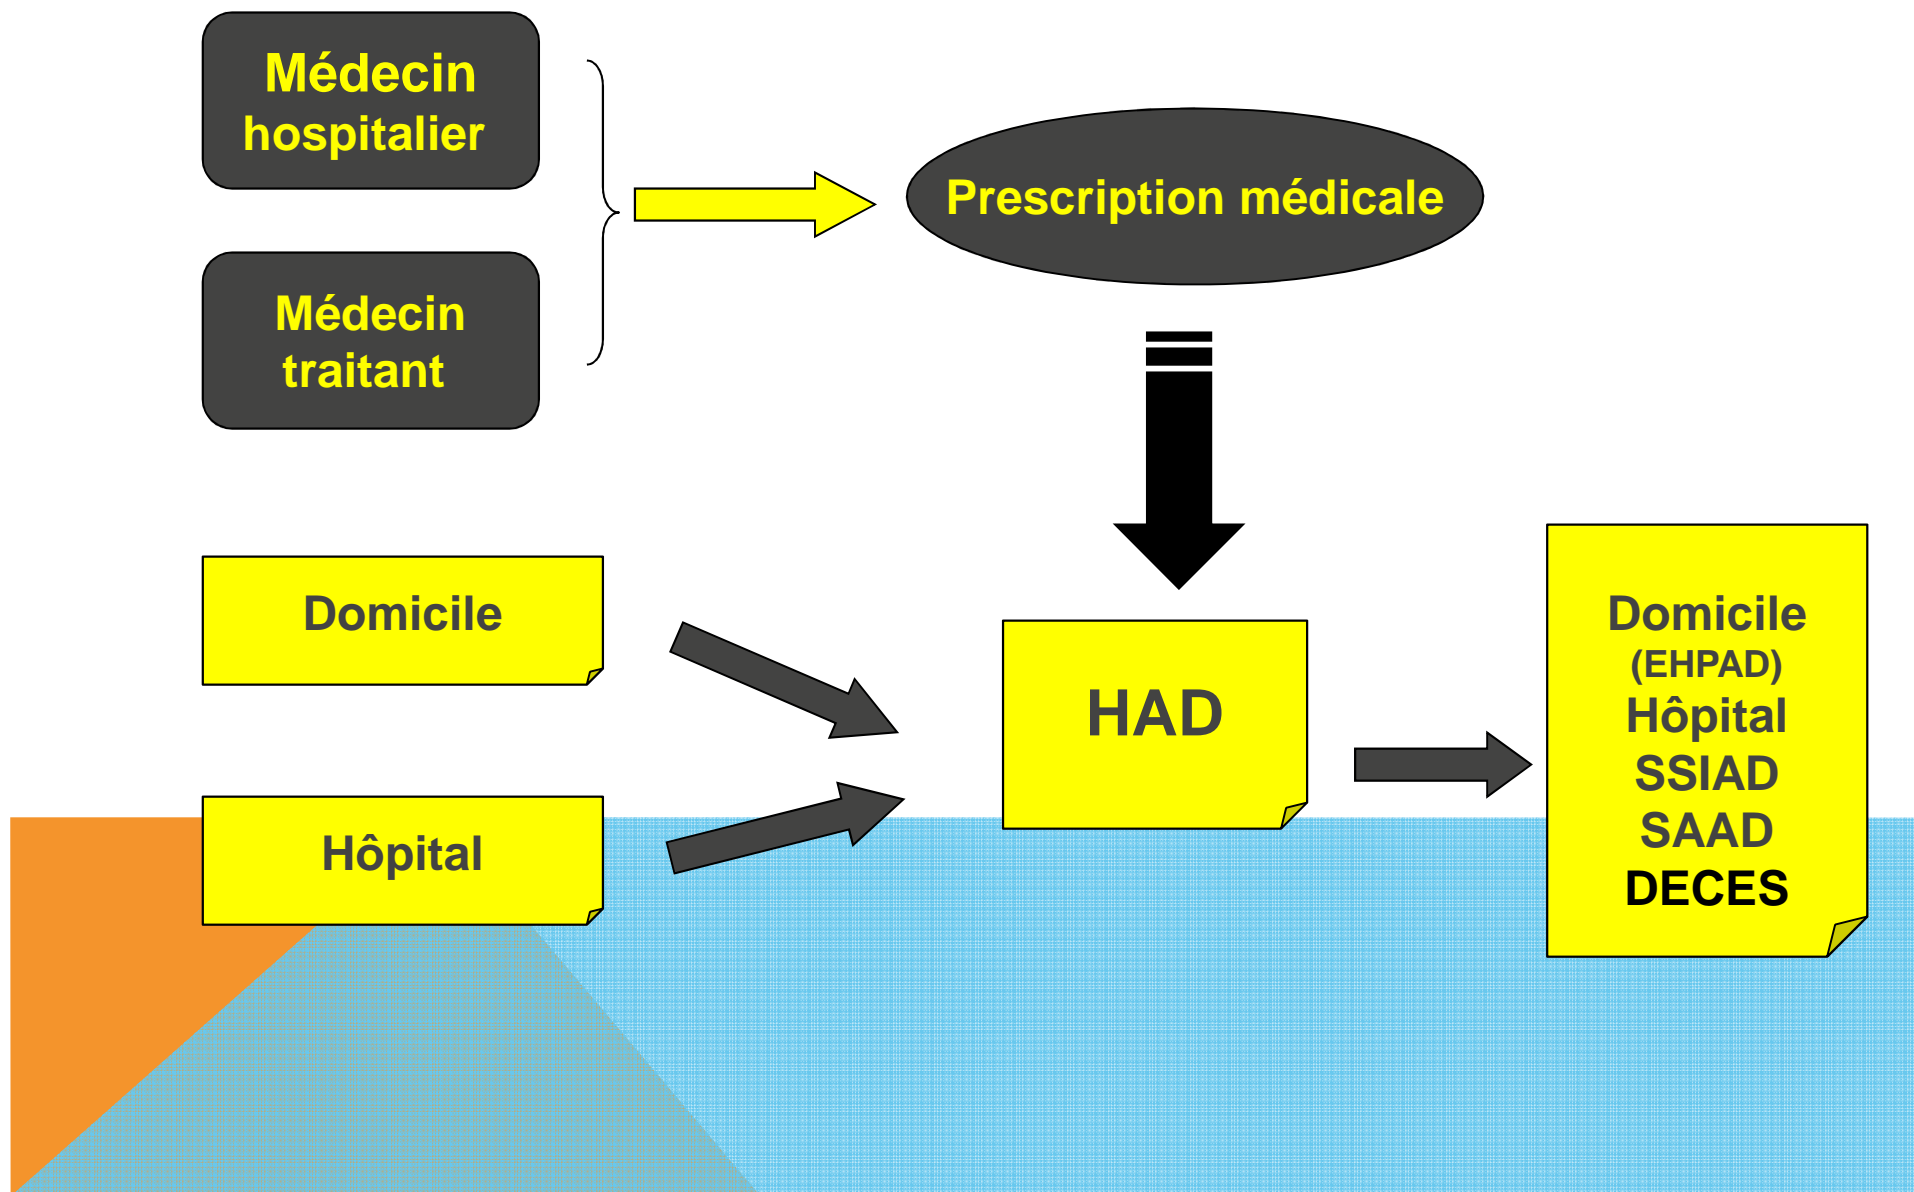 Médecin
hospitalier
Prescription médicale
Médecin
traitant
Domicile
Hôpital
HAD
Domicile
(EHPAD)
Hôpital
SSIAD
SAAD
DECES